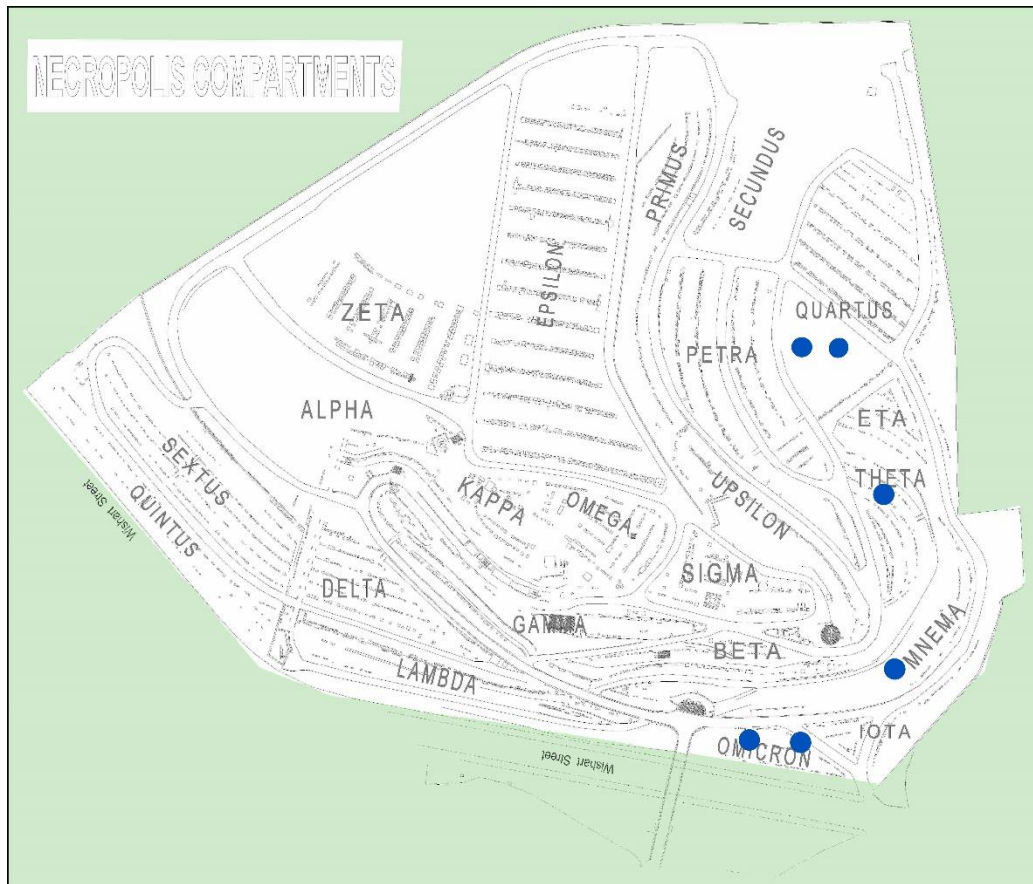 NECROPOLIS COMPARTMENTS
PRIMUS
SECUNDUS
EPSILON
ZETA
QUARTUS
PETRA
ALPHA
ETA
SEXTUS
THETA
QUINTUS
Wishart Street
KAPPA
OMEGA
UPSILON
DELTA
SIGMA
GAMMA
BETA
MNEMA
LAMBDA
IOTA
OMICRON
Wishart Street